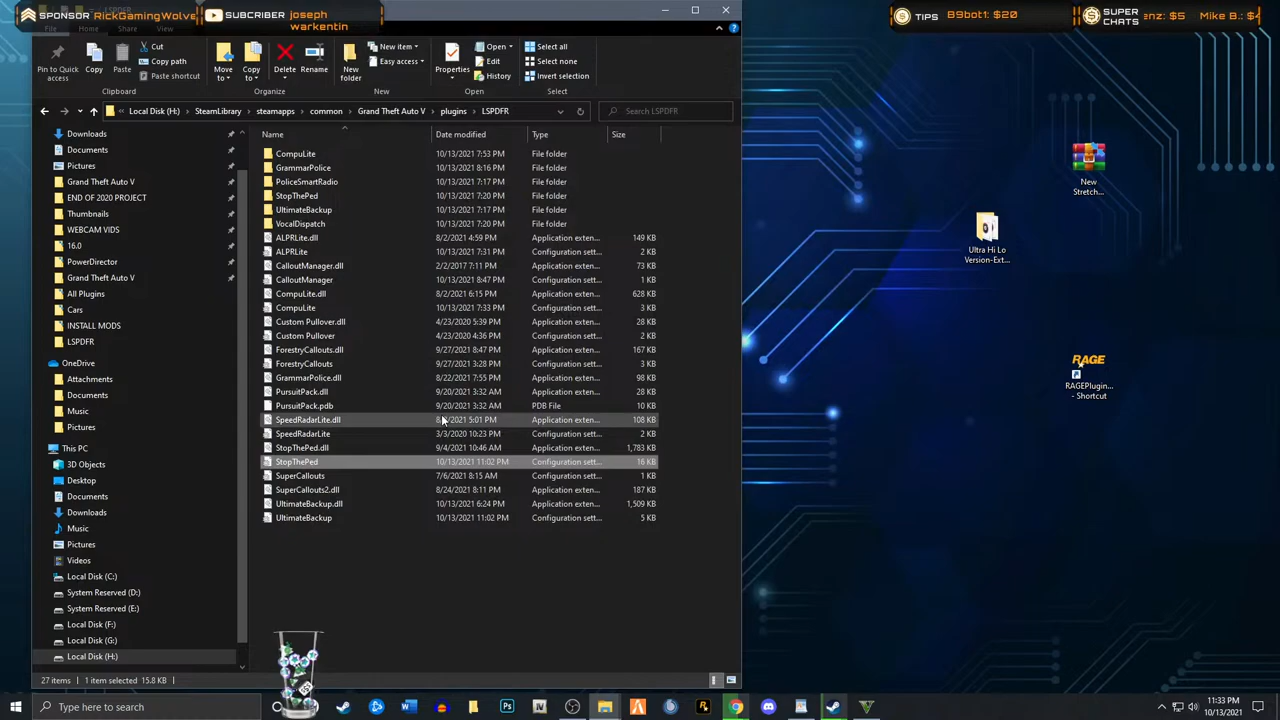 SPONSOR RickGamingWolve
SUBCRIBER joseph
warkentin
TIPS B9bot1: $20
SUPER
CHATS
enz: $5 Mike B.: $4
File Home Share View
Pin to Quick
access
Copy
Paste
Cut
Copy path
Paste shortcut
Clipboard
Move
to
Copy
to
Delete
Rename
Organize
New
folder
New item
Easy access
New
Properties
Open
Edit
History
Open
Select all
Select none
Invert selection
Select
Local Disk (H:) SteamLibrary steamapps common Grand Theft Auto V plugins LSPDFR
Search LSPDFR
Name Date modified Type Size
Downloads
Documents
Pictures
Grand Theft Auto V
END OF 2020 PROJECT
Thumbnails
WEBCAM VIDS
16.0
PowerDirector
Grand Theft Auto V
All Plugins
Cars
INSTALL MODS
LSPDFR
OneDrive
Attachments
Documents
Music
Pictures
This PC
3D Objects
Desktop
Documents
Downloads
Music
Pictures
Videos
Local Disk (C:)
System Reserved (D:)
System Reserved (E:)
Local Disk (F:)
Local Disk (G:)
Local Disk (H:)
CompuLite 10/13/2021 7:53 PM File folder
GrammarPolice 10/13/2021 8:16 PM File folder
PoliceSmartRadio 10/13/2021 7:17 PM File folder
StopThePed 10/13/2021 7:20 PM File folder
UltimateBackup 10/13/2021 7:17 PM File folder
VocalDispatch 10/13/2021 7:20 PM File folder
ALPRLite.dll 8/2/2021 4:59 PM Application exten... 149 KB
ALPRLite 10/13/2021 7:31 PM Configuration sett... 2 KB
CalloutManager.dll 2/2/2017 7:11 PM Application exten... 73 KB
CalloutManager 10/13/2021 8:47 PM Configuration sett... 1 KB
CompuLite.dll 8/2/2021 6:15 PM Application exten... 628 KB
CompuLite 10/13/2021 7:33 PM Configuration sett... 3 KB
Custom Pullover.dll 4/23/2020 5:39 PM Application exten... 28 KB
Custom Pullover 4/23/2020 4:36 PM Configuration sett... 2 KB
ForestryCallouts.dll 9/27/2021 8:47 PM Application exten... 167 KB
ForestryCallouts 9/27/2021 3:28 PM Configuration sett... 3 KB
GrammarPolice.dll 8/22/2021 7:55 PM Application exten... 98 KB
PursuitPack.dll 9/20/2021 3:32 AM Application exten... 28 KB
PursuitPack.pdb 9/20/2021 3:32 AM PDB File 10 KB
SpeedRadarLite.dll /2021 5:01 PM Application exten... 108 KB
SpeedRadarLite 3/3/2020 10:23 PM Configuration sett... 2 KB
StopThePed.dll 9/4/2021 10:46 AM Application exten... 1,783 KB
StopThePed 10/13/2021 11:02 PM Configuration sett... 16 KB
SuperCallouts 7/6/2021 8:15 AM Configuration sett... 1 KB
SuperCallouts2.dll 8/24/2021 8:11 PM Application exten... 187 KB
UltimateBackup.dll 10/13/2021 6:24 PM Application exten... 1,509 KB
UltimateBackup 10/13/2021 11:02 PM Configuration sett... 5 KB
27 items 1 item selected 15.8 KB
New
Stretch...
Ultra Hi Lo
Version-Ext...
RAGE
RAGEPlugin...
- Shortcut
Type here to search
11:33 PM
10/13/2021